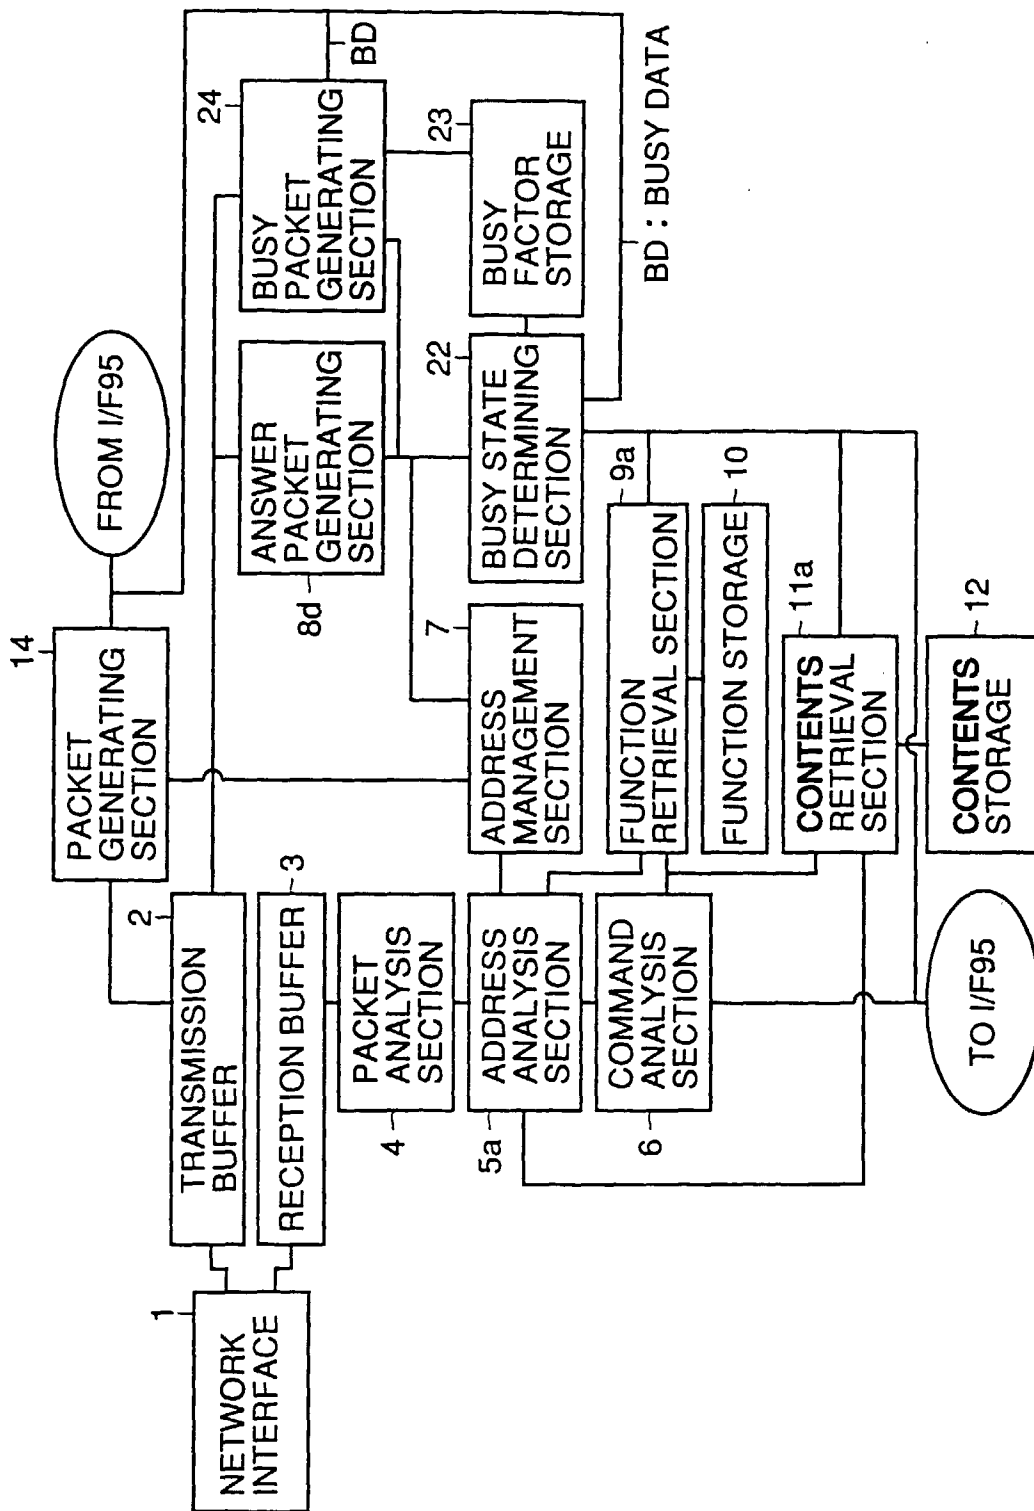 1
NETWORK
INTERFACE
2
TRANSMISSION
BUFFER
3
RECEPTION BUFFER
4
PACKET
ANALYSIS
SECTION
5a
ADDRESS
ANALYSIS
SECTION
6
COMMAND
ANALYSIS
SECTION
TO I/F95
14
PACKET
GENERATING
SECTION
FROM I/F95
7
ADDRESS
MANAGEMENT
SECTION
9a
FUNCTION
RETRIEVAL SECTION
10
FUNCTION STORAGE
11a
CONTENTS
RETRIEVAL
SECTION
12
CONTENTS
STORAGE
8d
ANSWER
PACKET
GENERATING
SECTION
22
BUSY STATE
DETERMINING
SECTION
24
BUSY
PACKET
GENERATING
SECTION
23
BUSY
FACTOR
STORAGE
BD
BD : BUSY DATA